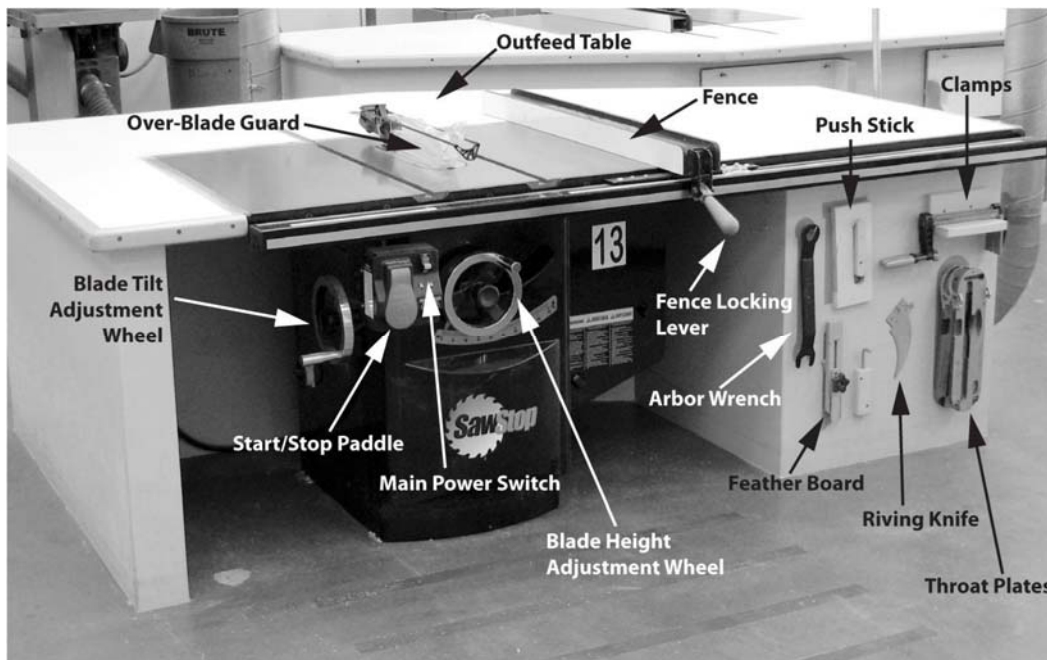 BRUTE
Outfeed Table
Clamps
Fence
Over-Blade Guard
Push Stick
13
Blade Tilt
Adjustment
Wheel
Fence Locking
Lever
Arbor Wrench
Start/Stop Paddle
SawStop
Main Power Switch
Feather Board
Riving Knife
Blade Height
Adjustment Wheel
Throat Plates